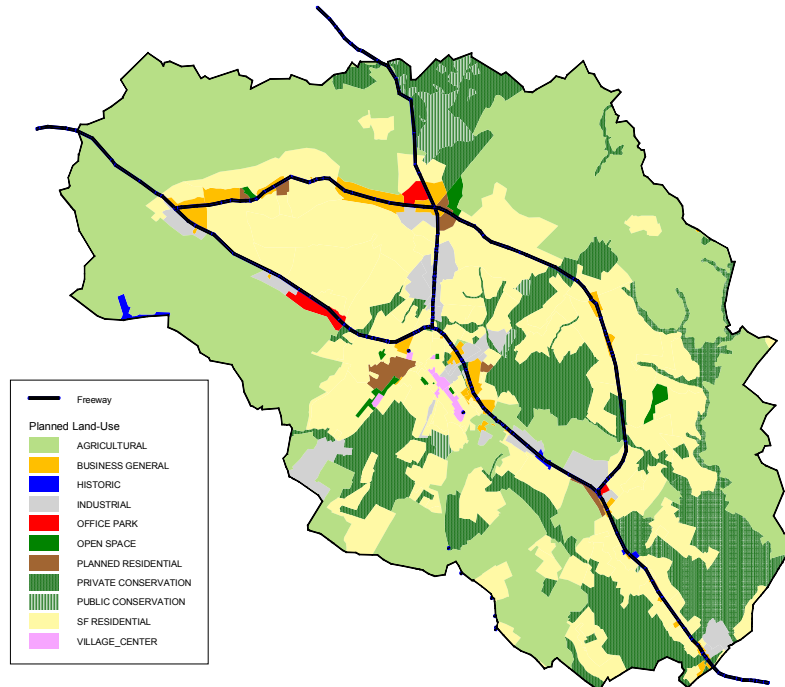 Freeway
Planned Land-Use
AGRICULTURAL
BUSINESS GENERAL
HISTORIC
INDUSTRIAL
OFFICE PARK
OPEN SPACE
PLANNED RESIDENTIAL
PRIVATE CONSERVATION
PUBLIC CONSERVATION
SF RESIDENTIAL
VILLAGE_CENTER